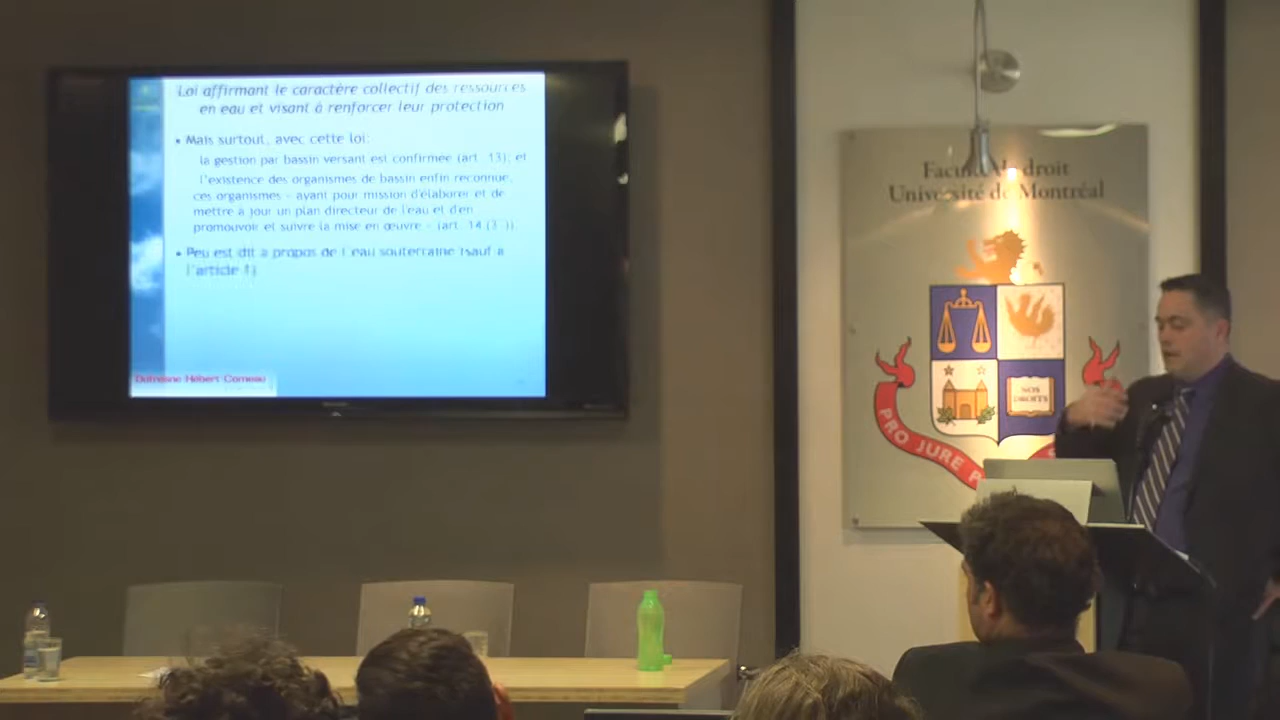 Loi affirmant le caractère collectif des ressources
en eau et visant à renforcer leur protection
• Mais surtout, avec cette loi:
la gestion par bassin versant est confirmée (art. 13); et
l'existence des organismes de bassin enfin reconnue,
ces organismes « ayant pour mission d'élaborer et de
mettre à jour un plan directeur de l'eau et d'en
promouvoir et suivre la mise en œuvre » (art. 14 (3°)).
• Peu est dit à propos de l'eau souterraine (sauf à
l'article 1)
Dufresne Hébert Comeau
Faculté de droit
Université de Montréal
NOS
DROITS
PRO JURE